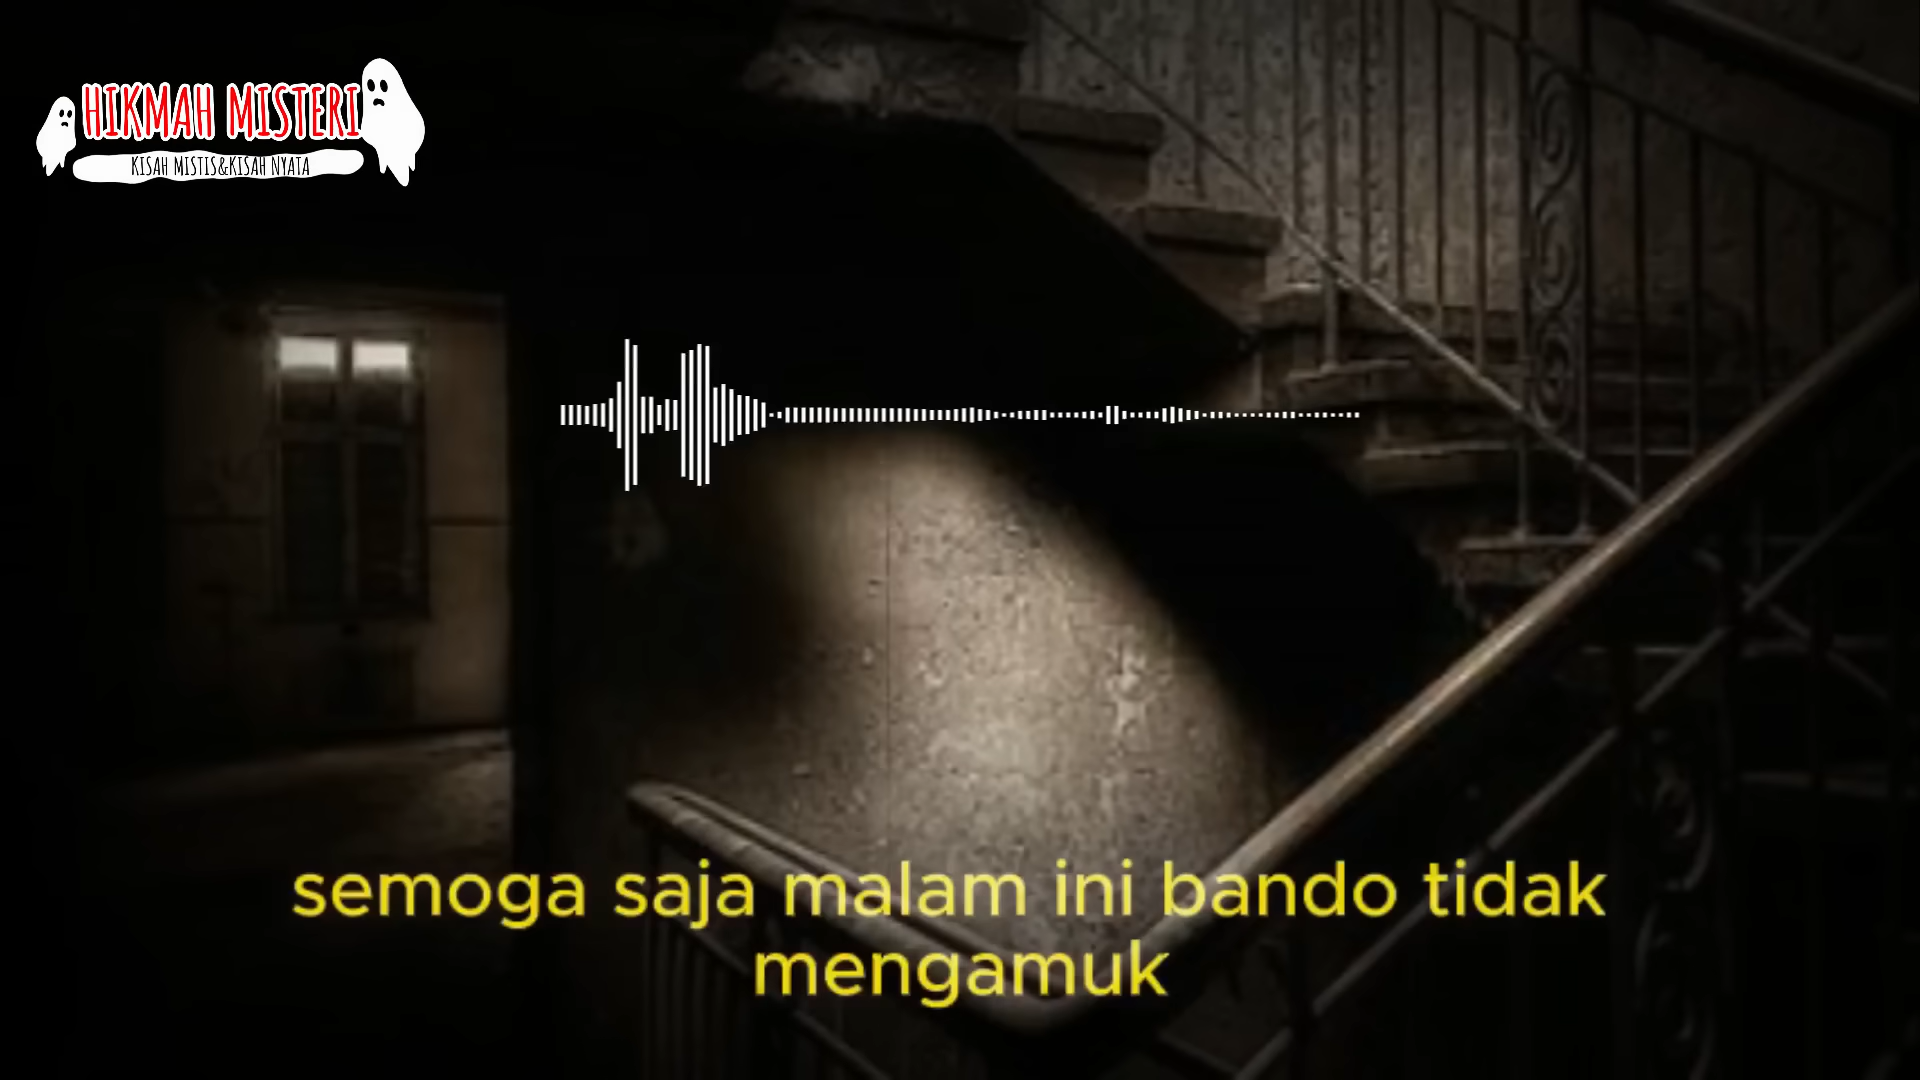 HIKMAH MISTERI
KISAH MISTIS&KISAH NYATA
semoga saja malam ini bando tidak
mengamuk